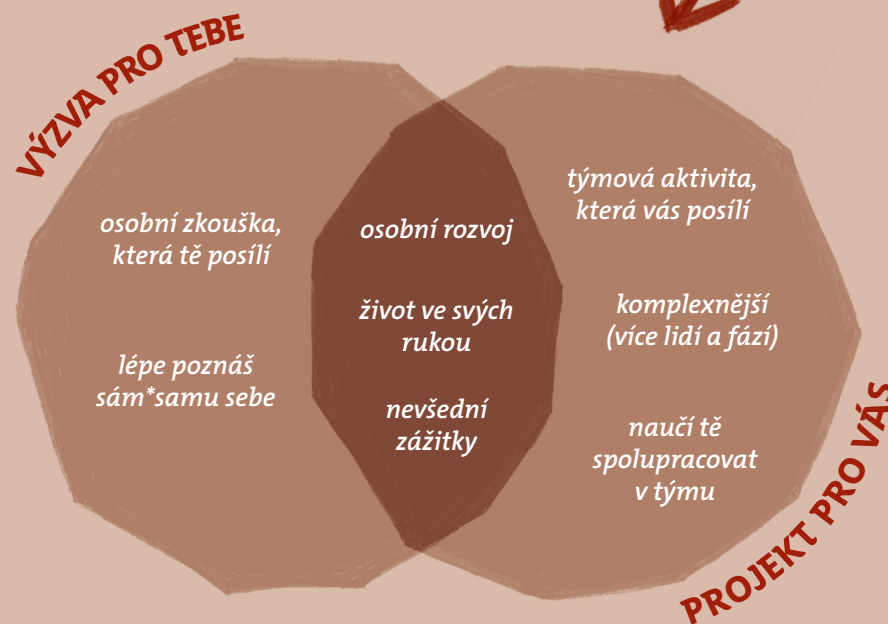 VÝZVA PRO TEBE
osobní zkouška,
která tě posílí
lépe poznáš
sám*samu sebe
osobní rozvoj
život ve svých
rukou
nevšední
zážitky
týmová aktivita,
která vás posílí
komplexnější
(více lidí a fází)
naučí tě
spolupracovat
v týmu
PROJEKT PRO VÁS